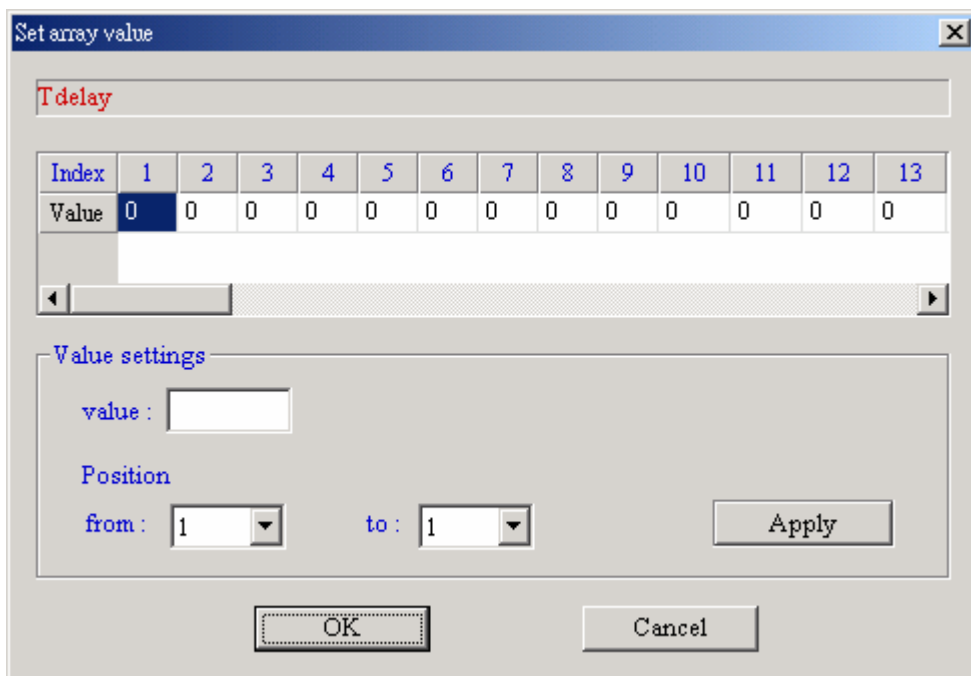 Set array value
Tdelay
Index 1 2 3 4 5 6 7 8 9 10 11 12 13
Value 0 0 0 0 0 0 0 0 0 0 0 0 0
Value settings
value :
Position
from : 1 to : 1 Apply
OK Cancel